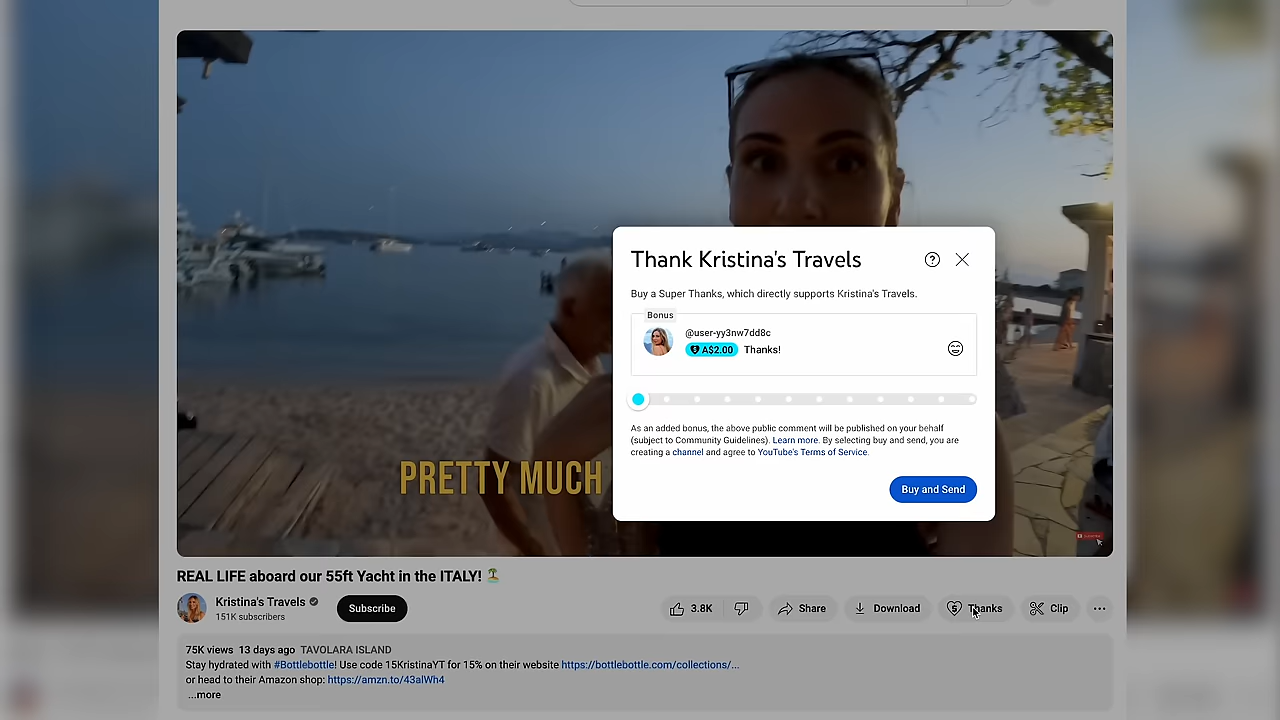 Thank Kristina's Travels
Buy a Super Thanks, which directly supports Kristina's Travels.
Bonus
@user-yy3nw7dd8c
A$2.00 Thanks!
As an added bonus, the above public comment will be published on your behalf
(subject to Community Guidelines). Learn more. By selecting buy and send, you are
creating a channel and agree to YouTube's Terms of Service.
PRETTY MUCH
Buy and Send
REAL LIFE aboard our 55ft Yacht in the ITALY!
Kristina's Travels
151K subscribers
Subscribe
3.8K
Share
Download
Thanks
Clip
75K views 13 days ago TAVOLARA ISLAND
Stay hydrated with #Bottlebottle! Use code 15KristinaYT for 15% on their website https://bottlebottle.com/collections/...
or head to their Amazon shop: https://amzn.to/43alWh4
...more